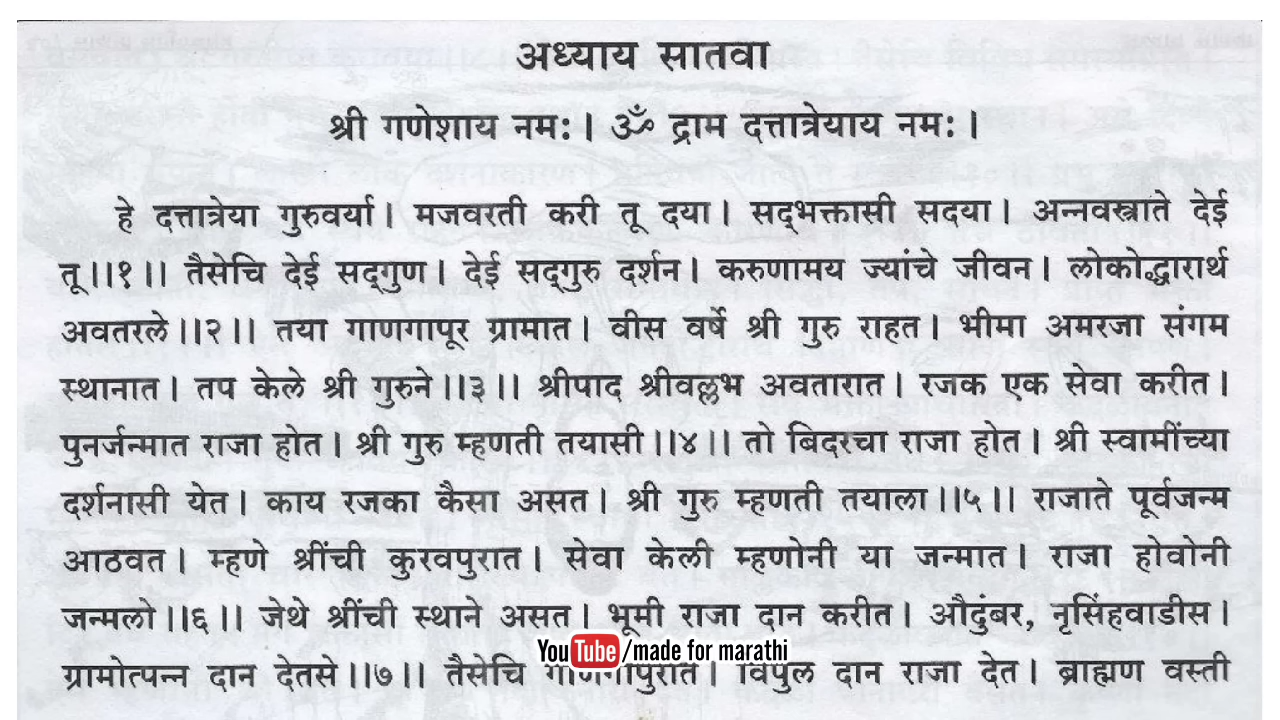 अध्याय सातवा
श्री गणेशाय नमः। ॐ द्राम दत्तात्रेयाय नमः।
हे दत्तात्रेया गुरुवर्या। मजवरती करी तू दया। सद्भक्तासी सदया। अन्नवस्त्राते देई
तू।।१।। तैसेचि देई सद्गुण। देई सद्गुरु दर्शन। करुणामय ज्यांचे जीवन। लोकोद्धारार्थ
अवतरले।।२।। तया गाणगापूर ग्रामात। वीस वर्षे श्री गुरु राहत। भीमा अमरजा संगम
स्थानात। तप केले श्री गुरुने।।३।। श्रीपाद श्रीवल्लभ अवतारात। रजक एक सेवा करीत।
पुनर्जन्मात राजा होत। श्री गुरु म्हणती तयासी।।४।। तो बिदरचा राजा होत। श्री स्वामींच्या
दर्शनासी येत। काय रजका कैसा असत। श्री गुरु म्हणती तयाला।।५।। राजाते पूर्वजन्म
आठवत। म्हणे श्रींची कुरवपुरात। सेवा केली म्हणोनी या जन्मात। राजा होवोनी
जन्मलो।।६।। जेथे श्रींची स्थाने असत। भूमी राजा दान करीत। औदुंबर, नृसिंहवाडीस।
ग्रामोत्पन्न दान देतसे।।७।। तैसेचि गाणगापुरात। विपुल दान राजा देत। ब्राह्मण वस्ती
YouTube/made for marathi